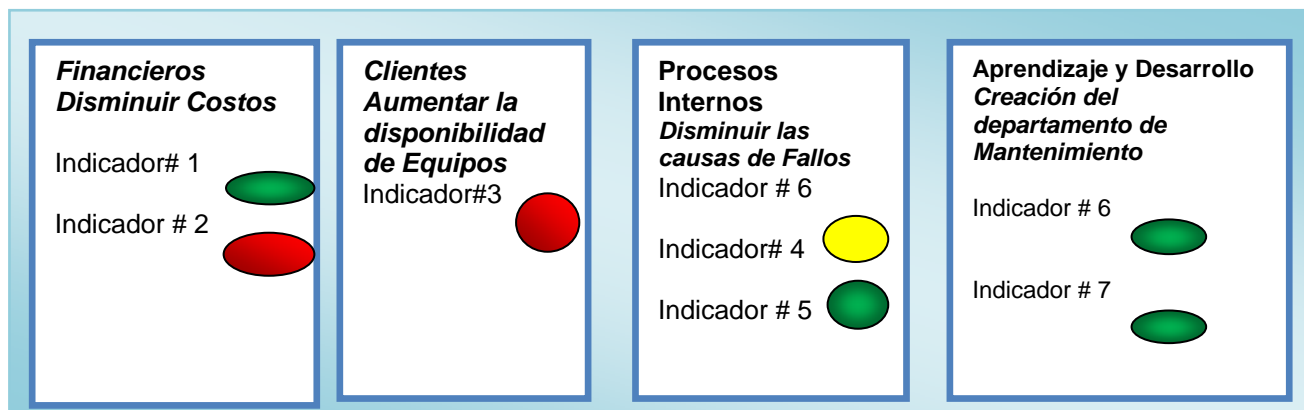 Financieros
Disminuir Costos
Indicador# 1
Indicador # 2
Clientes
Aumentar la
disponibilidad
de Equipos
Indicador#3
Procesos
Internos
Disminuir las
causas de Fallos
Indicador # 6
Indicador# 4
Indicador # 5
Aprendizaje y Desarrollo
Creación del
departamento de
Mantenimiento
Indicador # 6
Indicador # 7